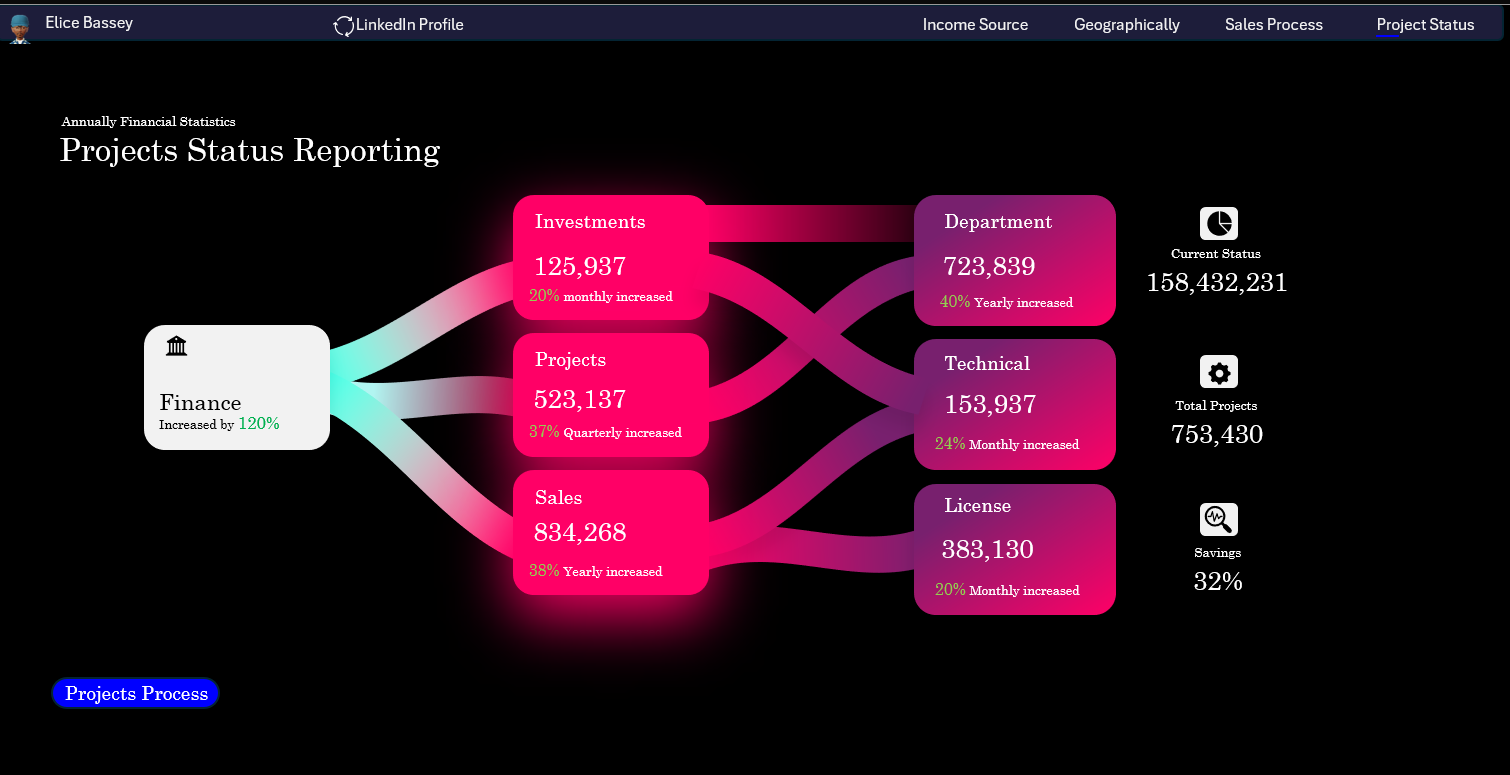 Elice Bassey
LinkedIn Profile
Income Source
Geographically
Sales Process
Project Status
Annually Financial Statistics
Projects Status Reporting
Finance
Increased by 120%
Investments
125,937
20% monthly increased
Projects
523,137
37% Quarterly increased
Sales
834,268
38% Yearly increased
Department
723,839
40% Yearly increased
Technical
153,937
24% Monthly increased
License
383,130
20% Monthly increased
Current Status
158,432,231
Total Projects
753,430
Savings
32%
Projects Process